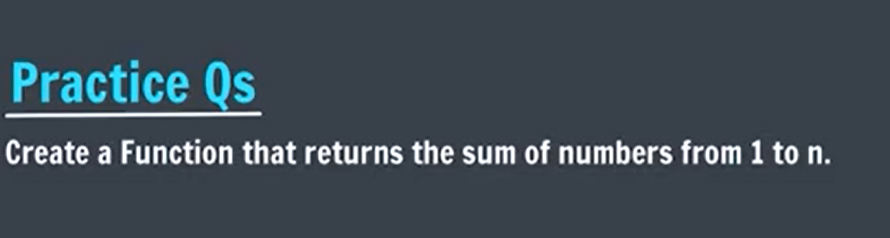 Practice Qs
Create a Function that returns the sum of numbers from 1 to n.